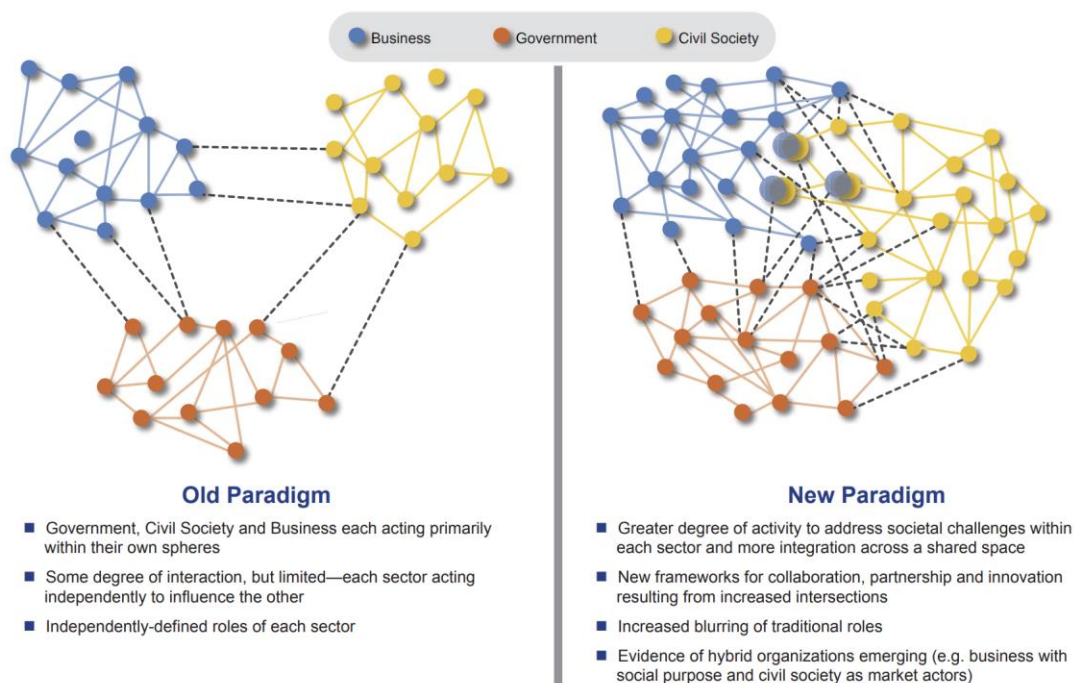 Business
Government
Civil Society
Old Paradigm
■ Government, Civil Society and Business each acting primarily
within their own spheres
■ Some degree of interaction, but limited—each sector acting
independently to influence the other
■ Independently-defined roles of each sector
New Paradigm
■ Greater degree of activity to address societal challenges within
each sector and more integration across a shared space
■ New frameworks for collaboration, partnership and innovation
resulting from increased intersections
■ Increased blurring of traditional roles
■ Evidence of hybrid organizations emerging (e.g. business with
social purpose and civil society as market actors)